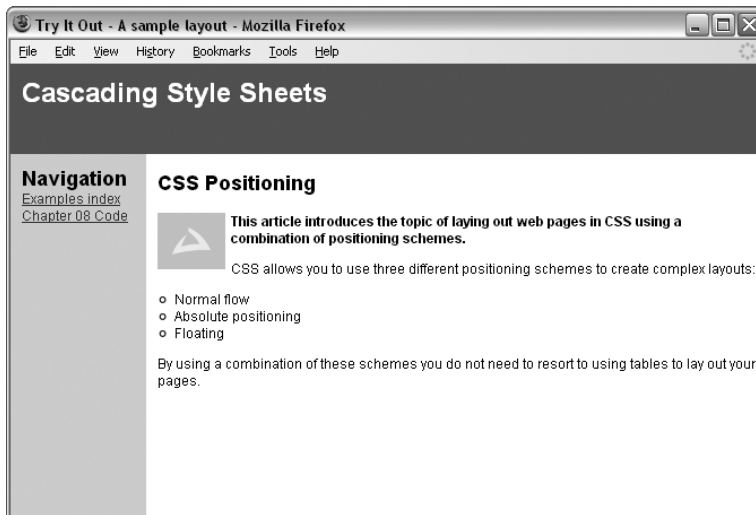 Try It Out - A sample layout - Mozilla Firefox
File Edit View History Bookmarks Tools Help
Cascading Style Sheets
Navigation
Examples index
Chapter 08 Code
CSS Positioning
This article introduces the topic of laying out web pages in CSS using a
combination of positioning schemes.
CSS allows you to use three different positioning schemes to create complex layouts:
Normal flow
Absolute positioning
Floating
By using a combination of these schemes you do not need to resort to using tables to lay out your
pages.